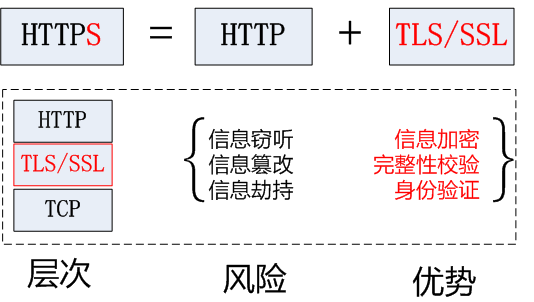 HTTPS = HTTP + TLS/SSL
HTTP
TLS/SSL
TCP
信息窃听
信息篡改
信息劫持
信息加密
完整性校验
身份验证
层次
风险
优势